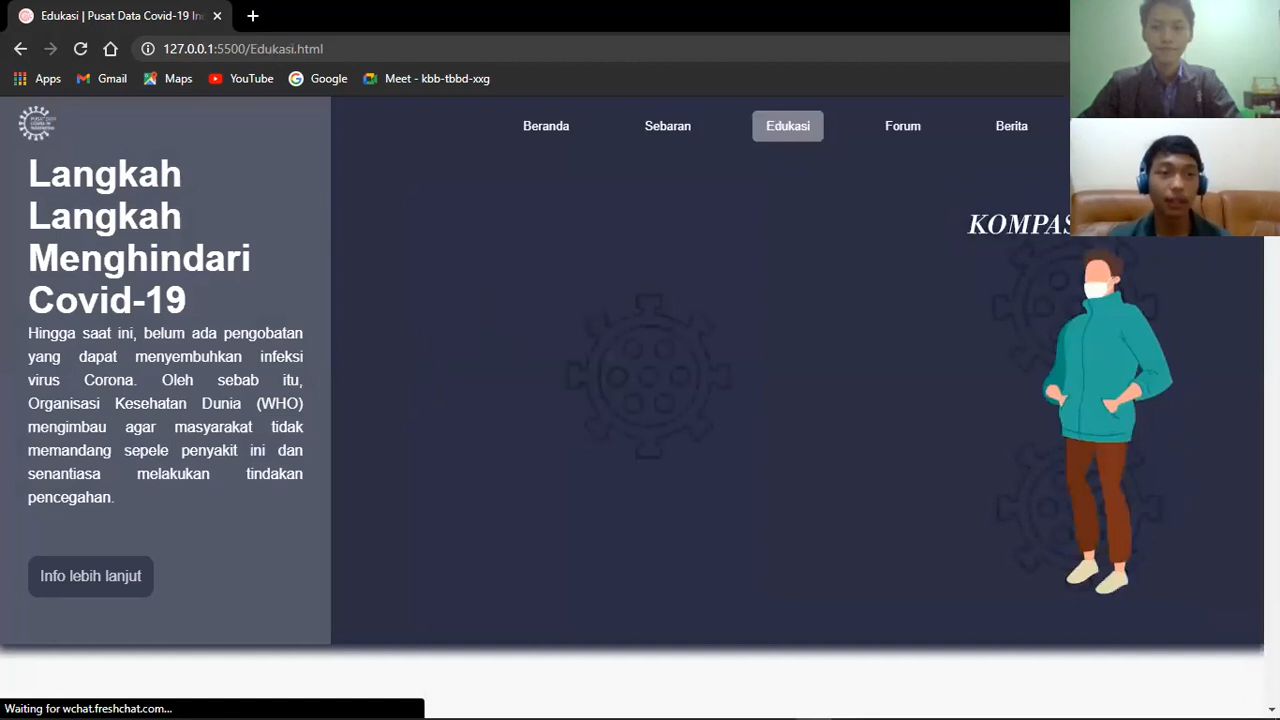 Edukasi | Pusat Data Covid-19 In
127.0.0.1:5500/Edukasi.html
Apps Gmail Maps YouTube Google Meet - kbb-tbbd-xxg
Beranda Sebaran Edukasi Forum Berita
Langkah
Langkah
Menghindari
Covid-19
Hingga saat ini, belum ada pengobatan
yang dapat menyembuhkan infeksi
virus Corona. Oleh sebab itu,
Organisasi Kesehatan Dunia (WHO)
mengimbau agar masyarakat tidak
memandang sepele penyakit ini dan
senantiasa melakukan tindakan
pencegahan.
Info lebih lanjut
KOMPAS
Waiting for wchat.freshchat.com...